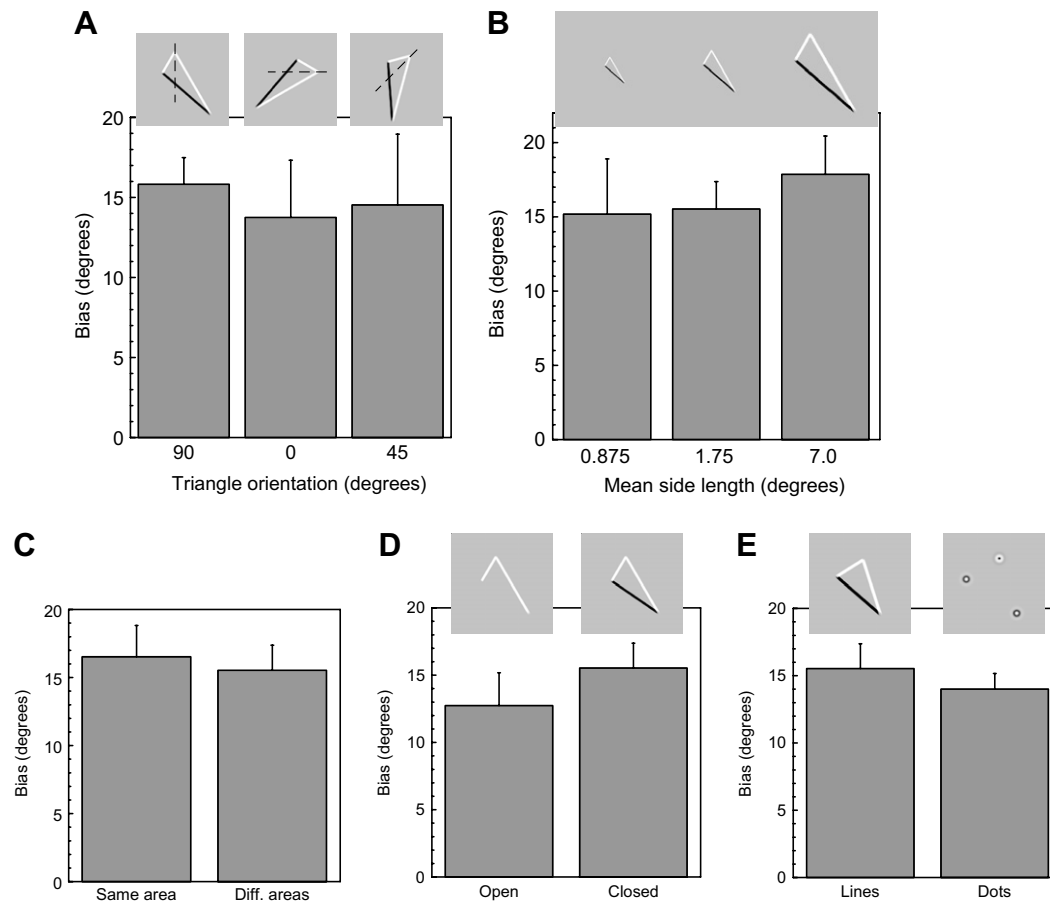 A
B
20
15
10
5
0
Bias (degrees)
90 0 45
Triangle orientation (degrees)
20
15
10
5
0
Bias (degrees)
0.875 1.75 7.0
Mean side length (degrees)
C
D
E
20
15
10
5
0
Bias (degrees)
Same area Diff. areas
20
15
10
5
0
Bias (degrees)
Open Closed
20
15
10
5
0
Bias (degrees)
Lines Dots